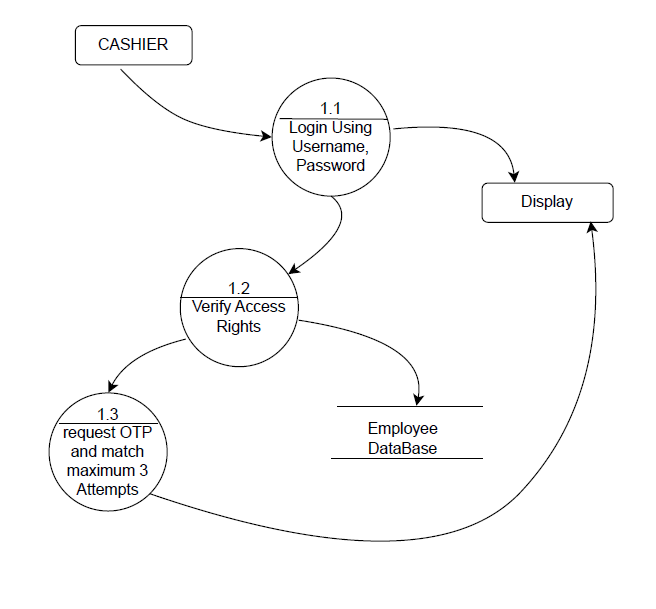 CASHIER
1.1
Login Using
Username,
Password
Display
1.2
Verify Access
Rights
1.3
request OTP
and match
maximum 3
Attempts
Employee
DataBase